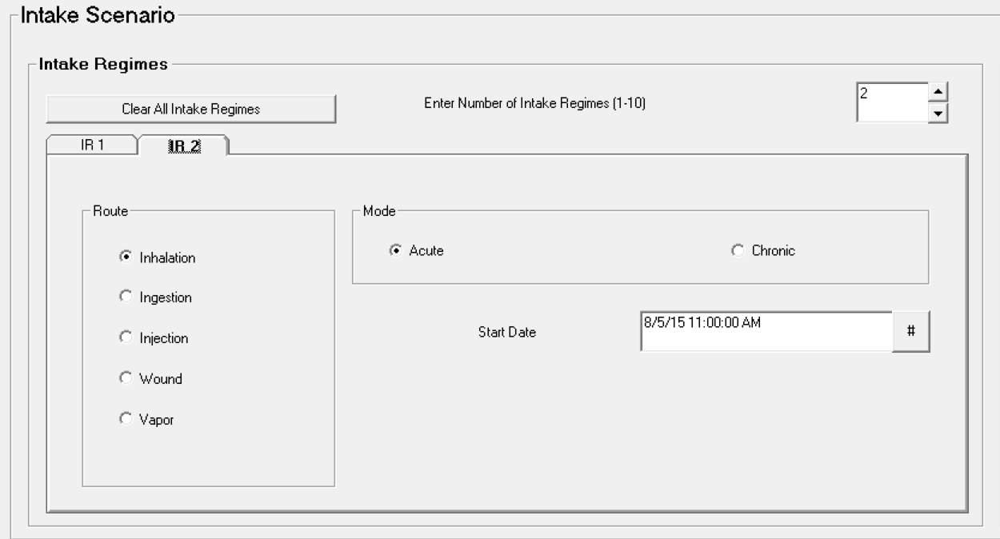 Intake Scenario
Intake Regimes
Clear All Intake Regimes
Enter Number of Intake Regimes (1-10)
2
IR 1
IR 2
Route
Inhalation
Ingestion
Injection
Wound
Vapor
Mode
Acute
Chronic
Start Date
8/5/15 11:00:00 AM
#